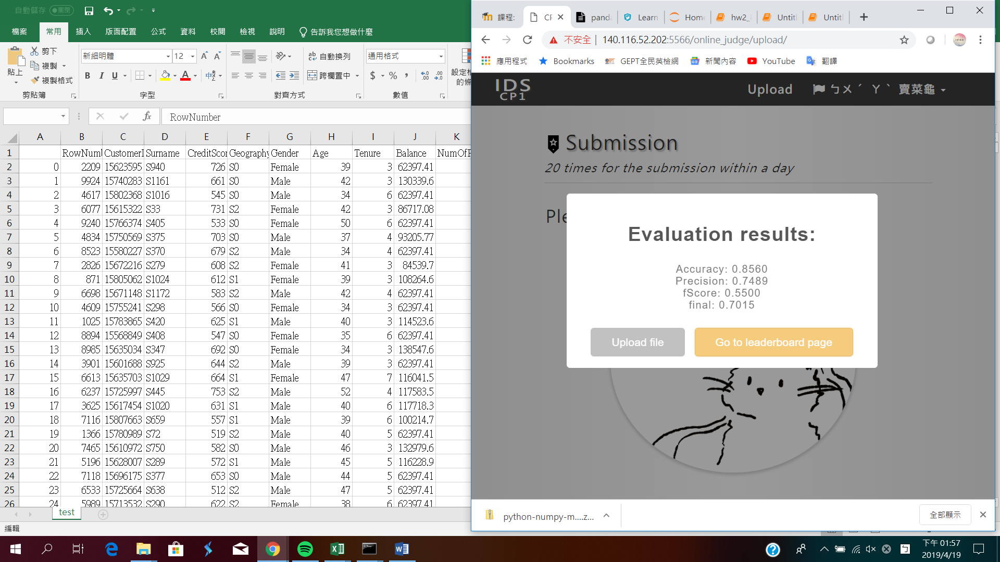 自動儲存 關閉
檔案 常用 插入 版面配置 公式 資料 校閱 檢視 說明 告訴我您想做什麼
貼上 剪下 複製 複製格式 剪貼簿
新細明體 12 B I U A 字型
ab 自動換列 跨欄置中 對齊方式
通用格式 $ % 數值
RowNumber
A B C D E F G H I J K
1 RowNuml CustomerI Surname CreditScor Geography Gender Age Tenure Balance NumOfP
2 0 2209 15623595 S940 726 S0 Female 39 3 62397.41
3 1 9924 15740283 S1161 661 S0 Male 42 3 130339.6
4 2 4617 15802368 S1016 545 S0 Male 34 6 62397.41
5 3 6077 15615322 S33 731 S2 Female 42 3 86717.08
6 4 9240 15766374 S405 533 S0 Female 50 6 62397.41
7 5 4834 15750569 S375 703 S0 Male 37 4 93205.77
8 6 8523 15580227 S370 679 S2 Male 34 4 62397.41
9 7 2826 15672216 S279 608 S2 Female 41 3 84539.7
10 8 871 15805062 S1024 612 S1 Female 39 3 108264.6
11 9 6698 15671148 S1172 583 S2 Male 42 4 62397.41
12 10 4609 15755241 S298 566 S0 Female 34 3 62397.41
13 11 1025 15783865 S420 625 S1 Male 40 3 114523.6
14 12 8894 15568849 S408 547 S0 Female 35 6 62397.41
15 13 8985 15635034 S347 692 S0 Female 34 3 138547.6
16 14 3901 15601688 S925 644 S2 Male 39 3 62397.41
17 15 6613 15635703 S1029 664 S1 Female 47 7 116041.5
18 16 6237 15725997 S445 753 S2 Male 52 4 117583.5
19 17 3625 15617454 S1020 631 S1 Male 40 6 117718.3
20 18 7116 15807663 S659 557 S1 Male 39 6 100214.7
21 19 1366 15780989 S72 519 S2 Male 40 5 62397.41
22 20 7465 15610972 S750 582 S0 Male 46 3 132979.6
23 21 5196 15628007 S289 572 S1 Male 45 5 116228.9
24 22 7118 15696175 S377 653 S0 Male 44 5 62397.41
25 23 6533 15725664 S638 512 S2 Male 47 5 62397.41
26 24 5989 15713532 S290 622 S2 Female 38 6 62397.41
test
編輯
課程: CF panda Learn Home hw2_ Untitl Untitl
不安全 140.116.52.202:5566/online_judge/upload/
應用程式 Bookmarks GEPT全民英檢網 新聞內容 YouTube 翻譯
IDS
CP1
Upload ㄅㄨˊ ㄚˋ 賣菜龜
Submission
20 times for the submission within a day
Ple
Evaluation results:
Accuracy: 0.8560
Precision: 0.7489
fScore: 0.5500
final: 0.7015
Upload file Go to leaderboard page
python-numpy-m....z... 全部顯示
下午 01:57
2019/4/19